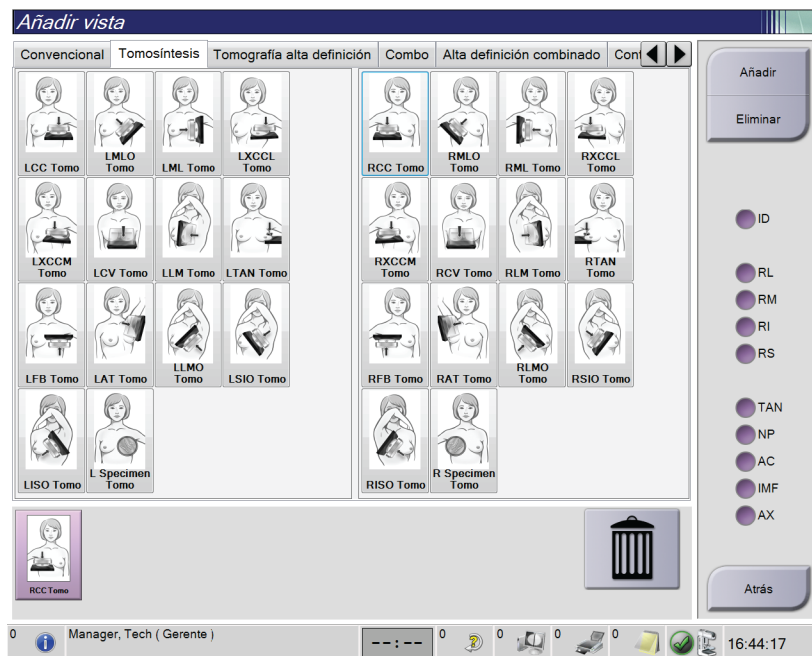 Añadir vista
Convencional
Tomosíntesis
Tomografía alta definición
Combo
Alta definición combinado
LCC Tomo
LMLO
Tomo
LML Tomo
LXCCL
Tomo
RCC Tomo
RMLO
Tomo
RML Tomo
RXCCL
Tomo
LXCCM
Tomo
LCV Tomo
LLM Tomo
LTAN Tomo
RXCCM
Tomo
RCV Tomo
RLM Tomo
RTAN
Tomo
LFB Tomo
LAT Tomo
LLMO
Tomo
LSIO Tomo
RFB Tomo
RAT Tomo
RLMO
Tomo
RSIO Tomo
LISO Tomo
L Specimen
Tomo
RISO Tomo
R Specimen
Tomo
Añadir
Eliminar
ID
RL
RM
RI
RS
TAN
NP
AC
IMF
AX
RCC Tomo
Atrás
0
Manager, Tech ( Gerente )
--:--
0
0
0
0
16:44:17